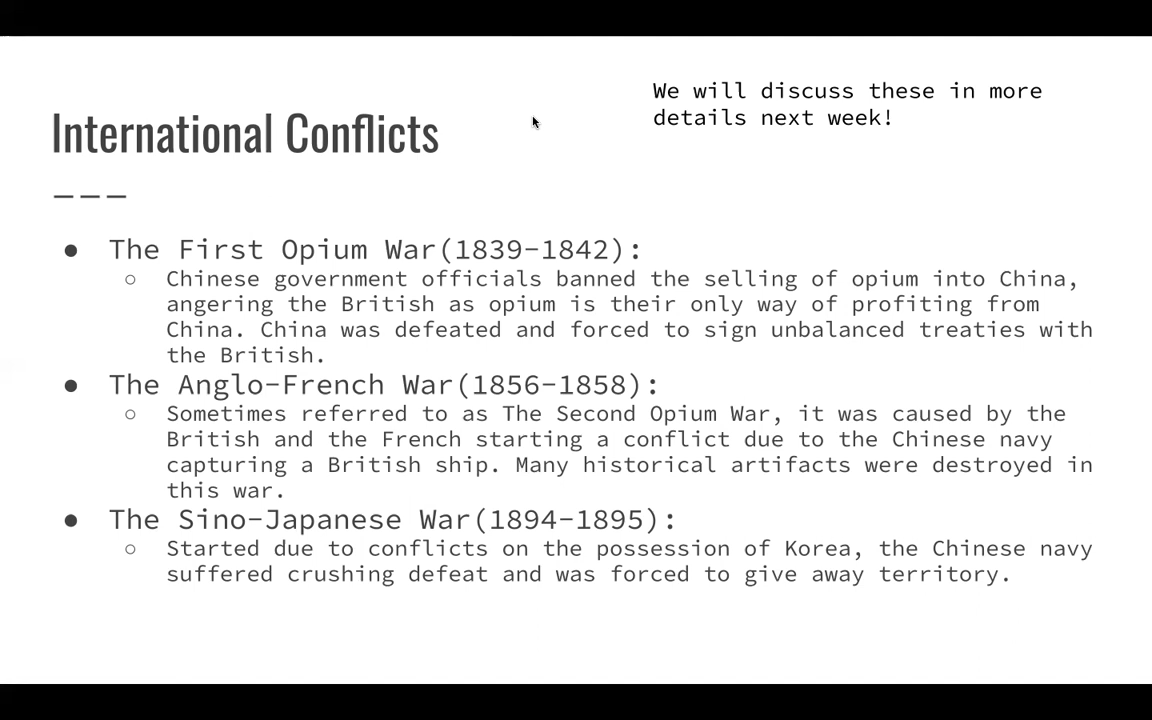 We will discuss these in more
details next week!
International Conflicts
———
● The First Opium War(1839-1842):
○ Chinese government officials banned the selling of opium into China,
angering the British as opium is their only way of profiting from
China. China was defeated and forced to sign unbalanced treaties with
the British.
● The Anglo-French War(1856-1858):
○ Sometimes referred to as The Second Opium War, it was caused by the
British and the French starting a conflict due to the Chinese navy
capturing a British ship. Many historical artifacts were destroyed in
this war.
● The Sino-Japanese War(1894-1895):
○ Started due to conflicts on the possession of Korea, the Chinese navy
suffered crushing defeat and was forced to give away territory.